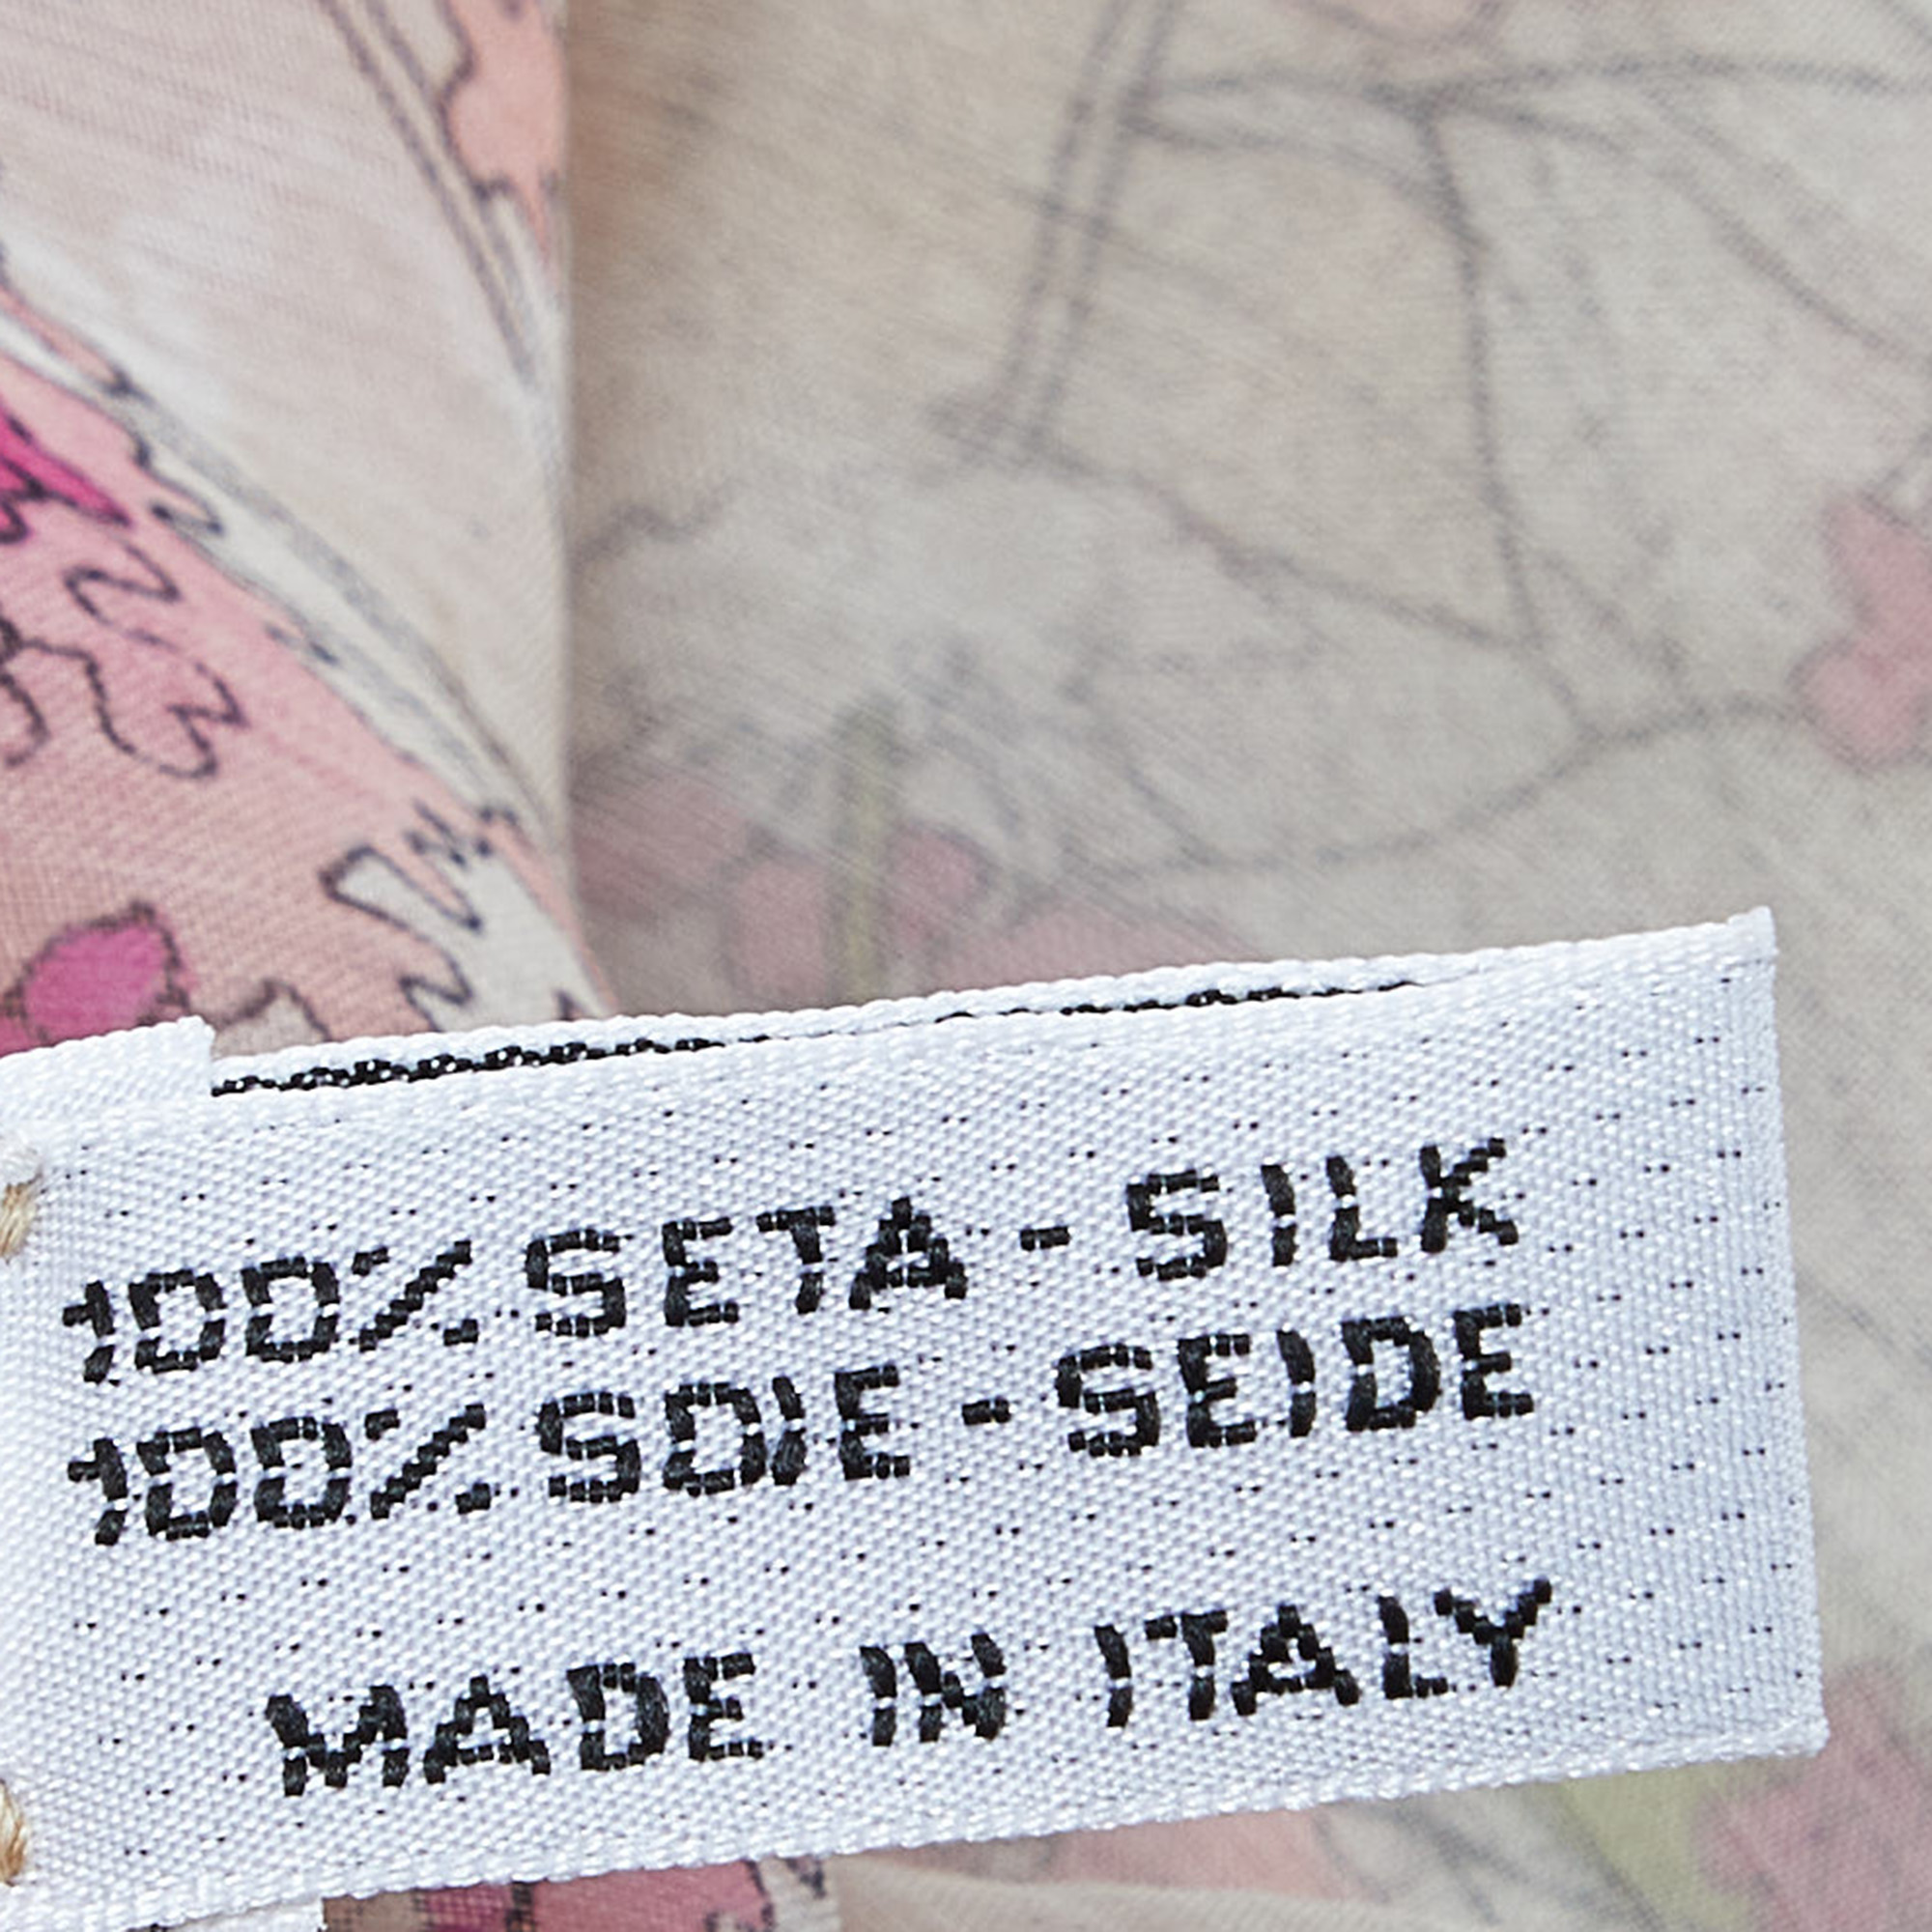 100% SETA - SILK
100% SOIE - SEIDE
MADE IN ITALY